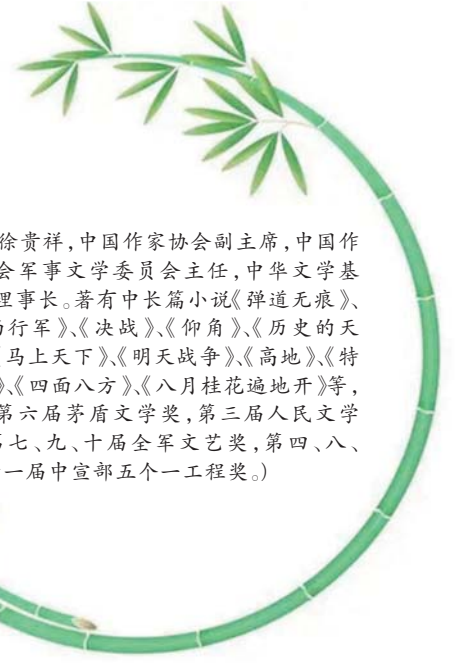 徐贵祥,中国作家协会副主席,中国作
会军事文学委员会主任,中华文学基
理事长。著有中长篇小说《弹道无痕》、
行军》、《决战》、《仰角》、《历史的天
马上天下》、《明天战争》、《高地》、《特
》、《四面八方》、《八月桂花遍地开》等,
第六届茅盾文学奖,第三届人民文学
七、九、十届全军文艺奖,第四、八、
一届中宣部五个一工程奖。)